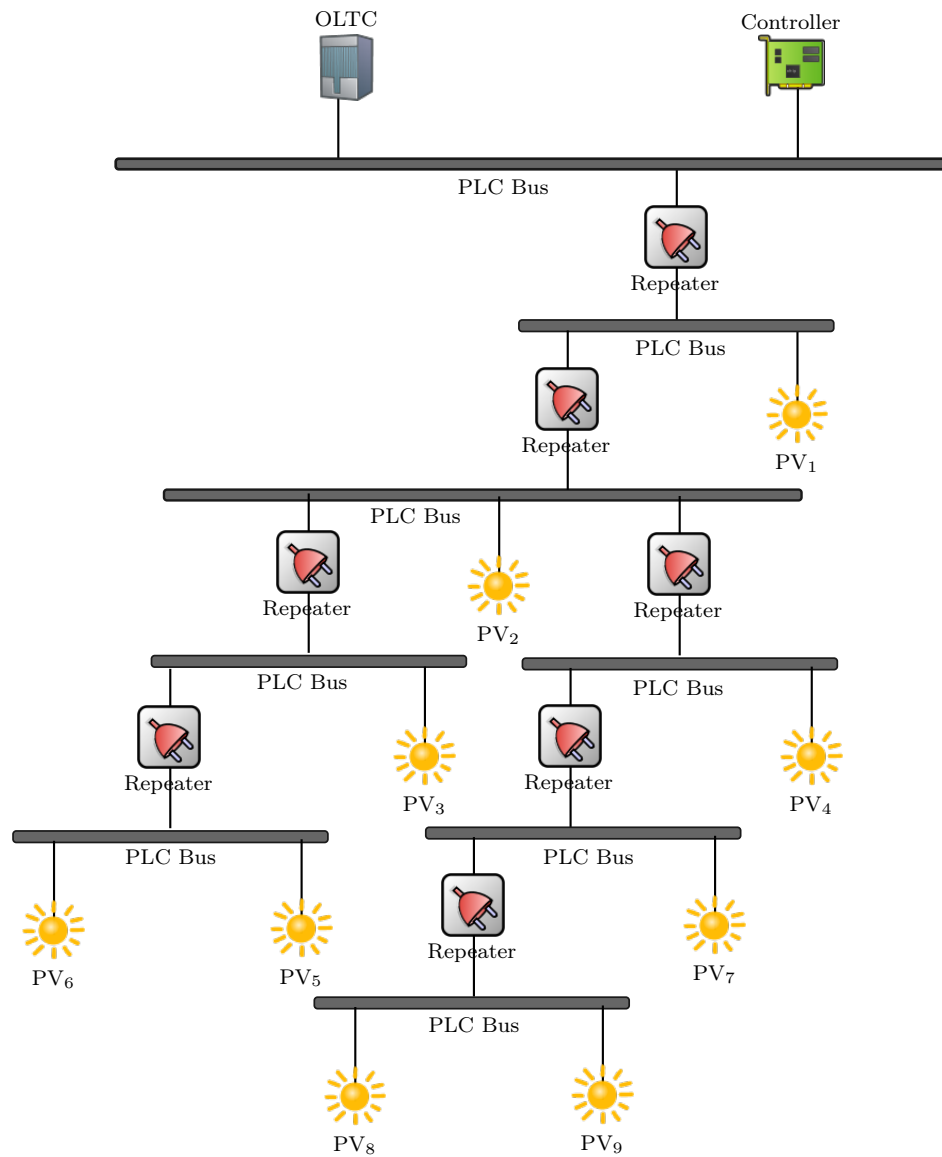 OLTC
Controller
PLC Bus
Repeater
PLC Bus
Repeater
PV₁
PLC Bus
Repeater
PV₂
Repeater
PLC Bus
PLC Bus
Repeater
PV₃
Repeater
PV₄
PLC Bus
PLC Bus
PV₆
PV₅
Repeater
PV₇
PLC Bus
PV₈
PV₉